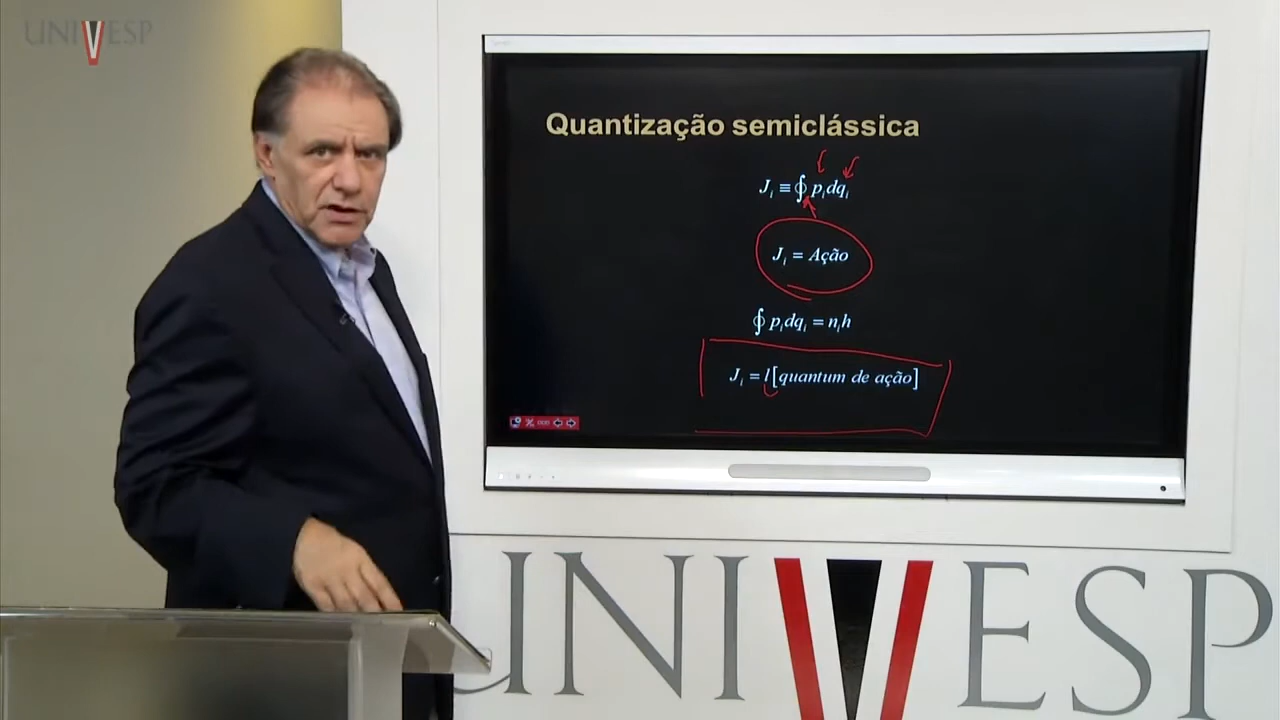 UNIVESP
Quantização semiclássica
J_i ≡ ∮ p_i dq_i
J_i = Ação
∮ p_i dq_i = n_i h
J_i = l[quantum de ação]
UNIVESP